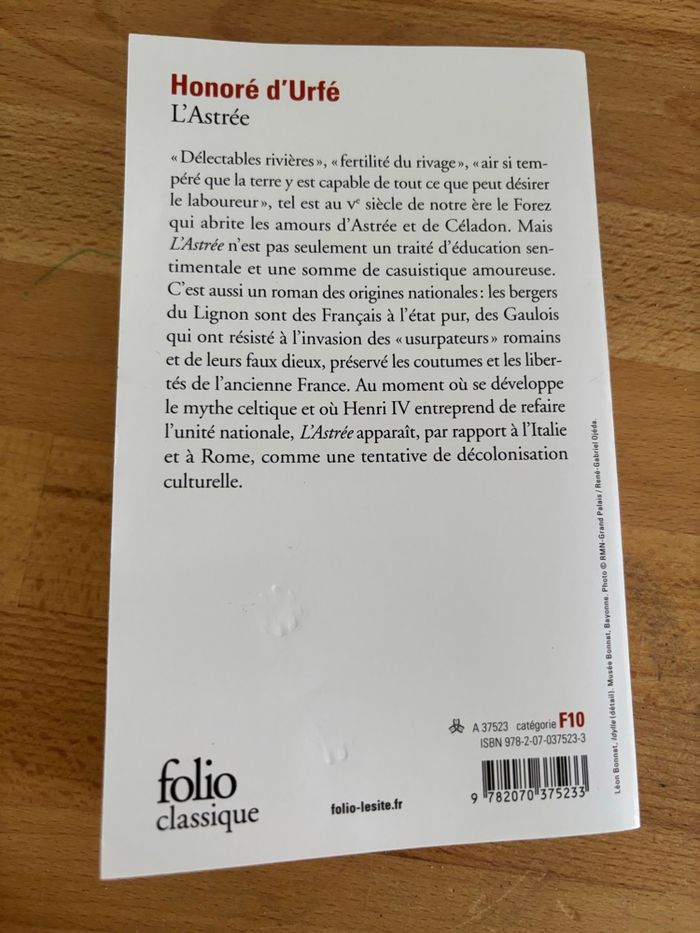 Honoré d'Urfé
L'Astrée
« Délectables rivières », « fertilité du rivage », « air si tem-
péré que la terre y est capable de tout ce que peut désirer
le laboureur », tel est au Ve siècle de notre ère le Forez
qui abrite les amours d'Astrée et de Céladon. Mais
L'Astrée n'est pas seulement un traité d'éducation sen-
timentale et une somme de casuistique amoureuse.
C'est aussi un roman des origines nationales : les bergers
du Lignon sont des Français à l'état pur, des Gaulois
qui ont résisté à l'invasion des « usurpateurs » romains
et de leurs faux dieux, préservé les coutumes et les liber-
tés de l'ancienne France. Au moment où se développe
le mythe celtique et où Henri IV entreprend de refaire
l'unité nationale, L'Astrée apparaît, par rapport à l'Italie
et à Rome, comme une tentative de décolonisation
culturelle.
Léon Bonnat, Idylle (détail). Musée Bonnat, Bayonne. Photo © RMN-Grand Palais / René-Gabriel Ojéda.
A 37523 catégorie F10
ISBN 978-2-07-037523-3
9 782070 375233
folio
classique
folio-lesite.fr